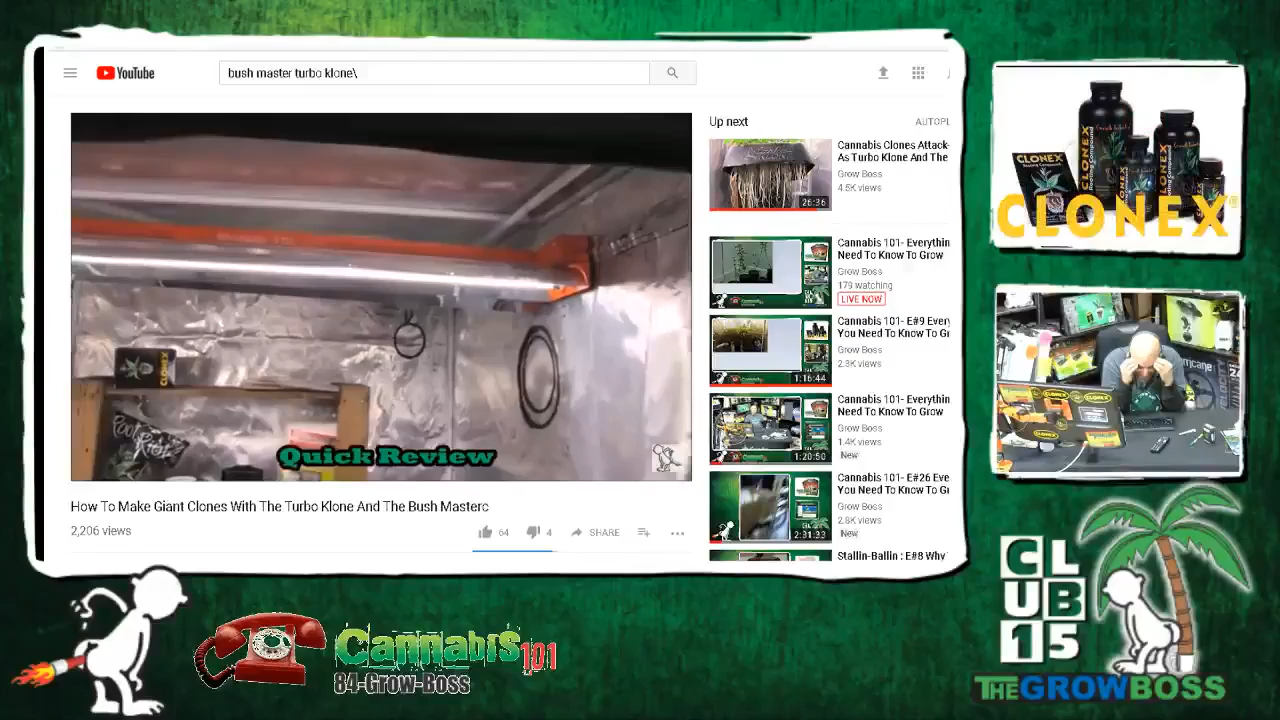 YouTube
bush master turbo klone\
Quick Review
How To Make Giant Clones With The Turbo Klone And The Bush Masterc
2,206 views
64
4
SHARE
Up next
AUTOPL
26:36
Cannabis Clones Attack-
As Turbo Klone And The
Grow Boss
4.5K views
Cannabis 101- Everything
Need To Know To Grow
Grow Boss
179 watching
LIVE NOW
1:16:44
Cannabis 101- E#9 Every
You Need To Know To Gr
Grow Boss
2.3K views
1:20:50
Cannabis 101- Everything
Need To Know To Grow
Grow Boss
1.4K views
New
2:31:33
Cannabis 101- E#26 Eve
You Need To Know To Gr
Grow Boss
2.8K views
New
Stallin-Ballin : E#8 Why
CLONEX
CLONEX
CLUB
15
THEGROWBOSS
Cannabis 101
84-Grow-Boss